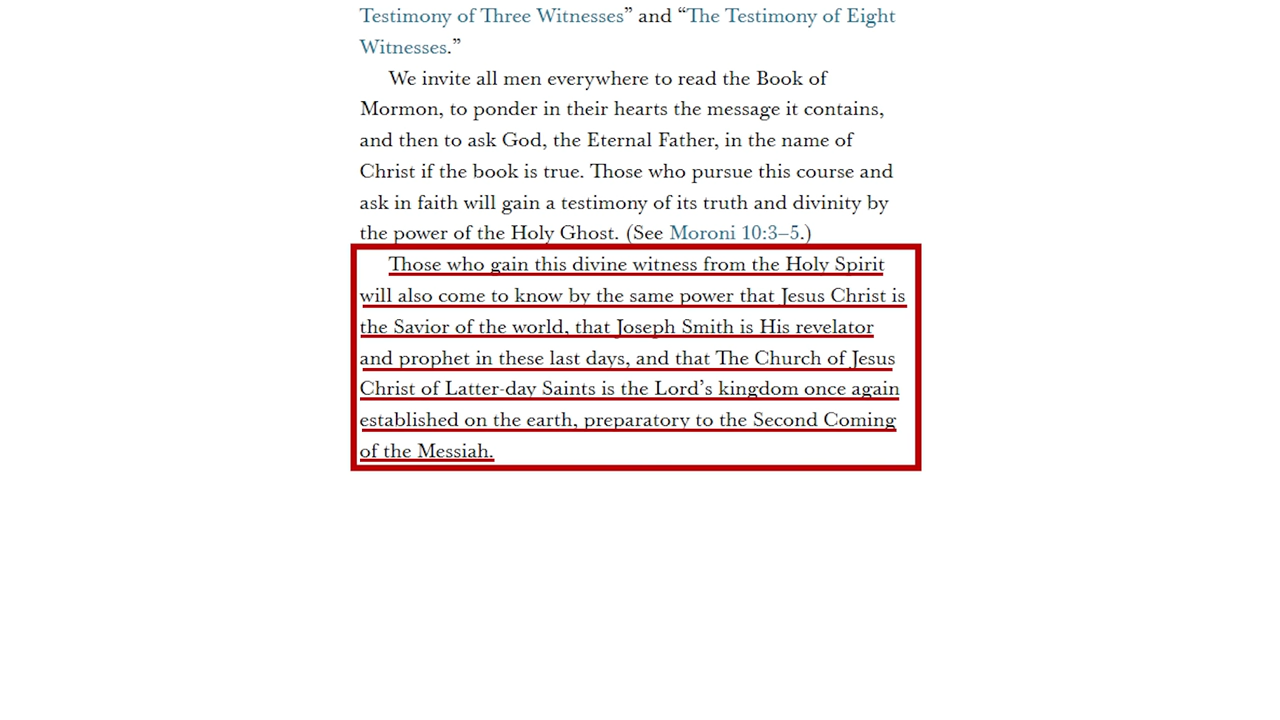 Testimony of Three Witnesses” and “The Testimony of Eight
Witnesses.”
We invite all men everywhere to read the Book of
Mormon, to ponder in their hearts the message it contains,
and then to ask God, the Eternal Father, in the name of
Christ if the book is true. Those who pursue this course and
ask in faith will gain a testimony of its truth and divinity by
the power of the Holy Ghost. (See Moroni 10:3–5.)
Those who gain this divine witness from the Holy Spirit
will also come to know by the same power that Jesus Christ is
the Savior of the world, that Joseph Smith is His revelator
and prophet in these last days, and that The Church of Jesus
Christ of Latter-day Saints is the Lord’s kingdom once again
established on the earth, preparatory to the Second Coming
of the Messiah.